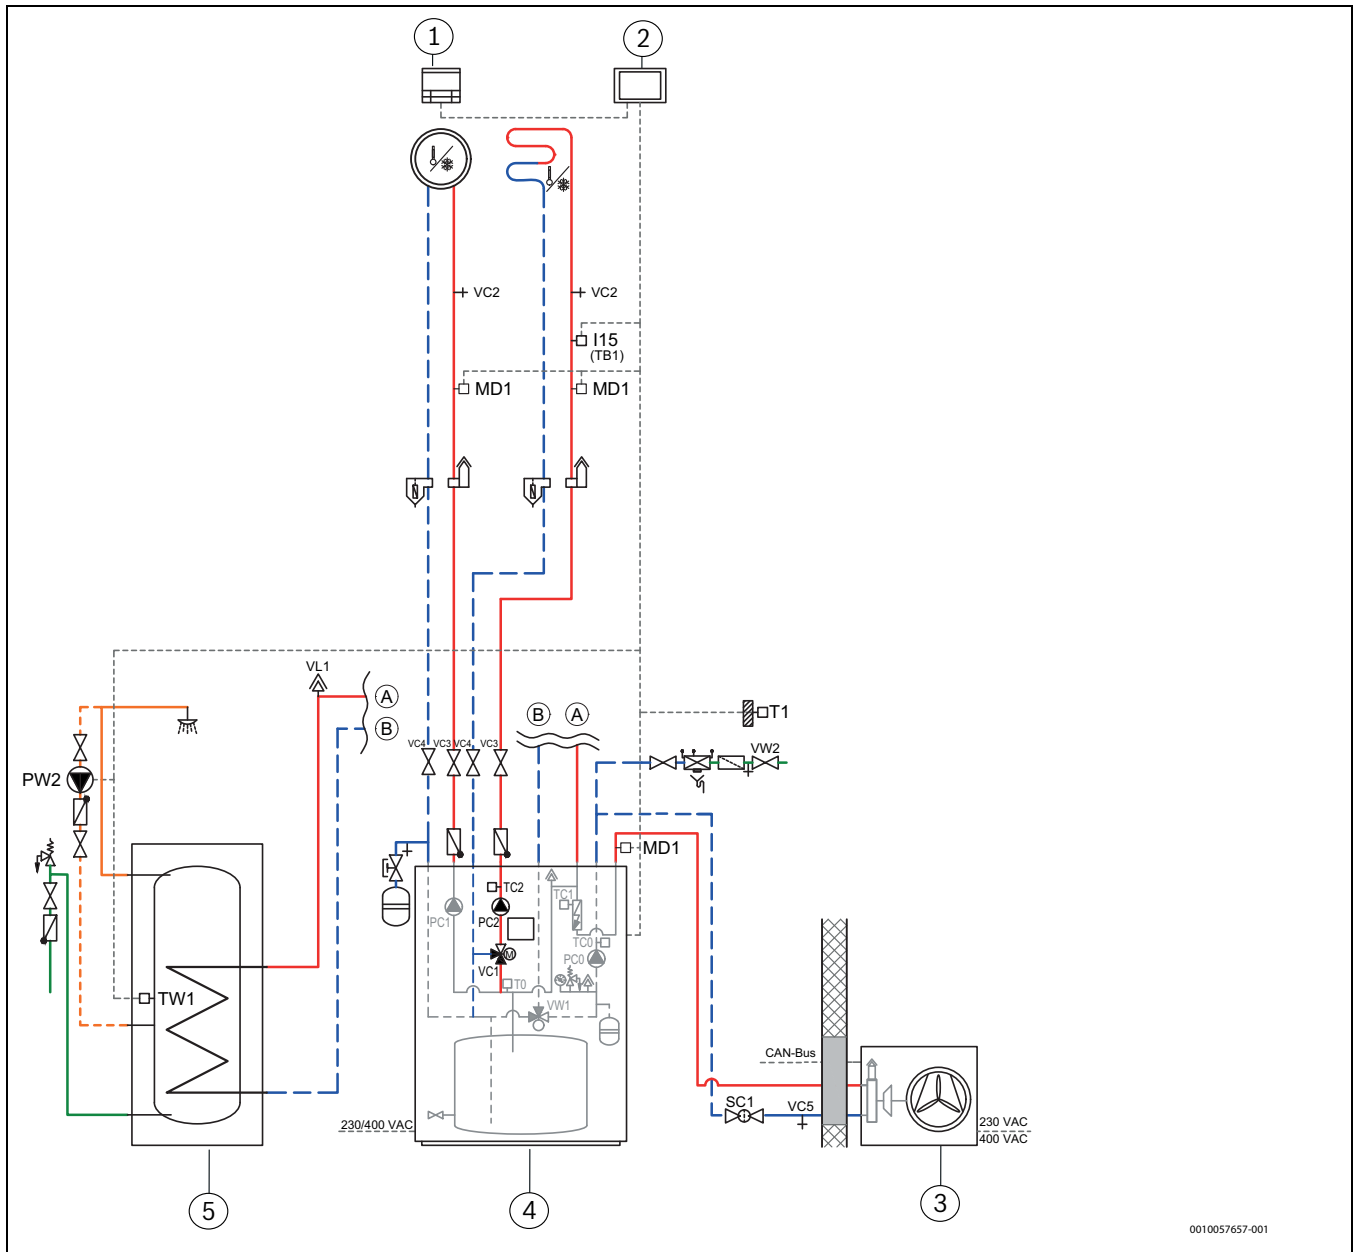 1
2
VC2
VC2
I15
(TB1)
MD1
MD1
VL1
A
B
B
A
T1
VC4
VC3
VC4
VC3
VW2
PW2
MD1
TC2
TC1
PC1
PC2
TC0
PC0
M
VC1
T0
VW1
TW1
CAN-Bus
SC1
VC5
230/400 VAC
230 VAC
400 VAC
5
4
3
0010057657-001